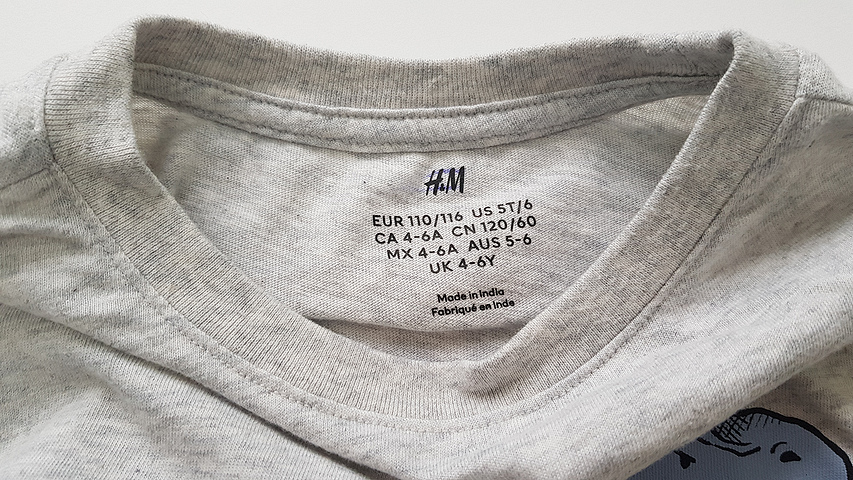 H&M
EUR 110/116 US 5T/6
CA 4-6A CN 120/60
MX 4-6A AUS 5-6
UK 4-6Y
Made in India
Fabriqué en Inde